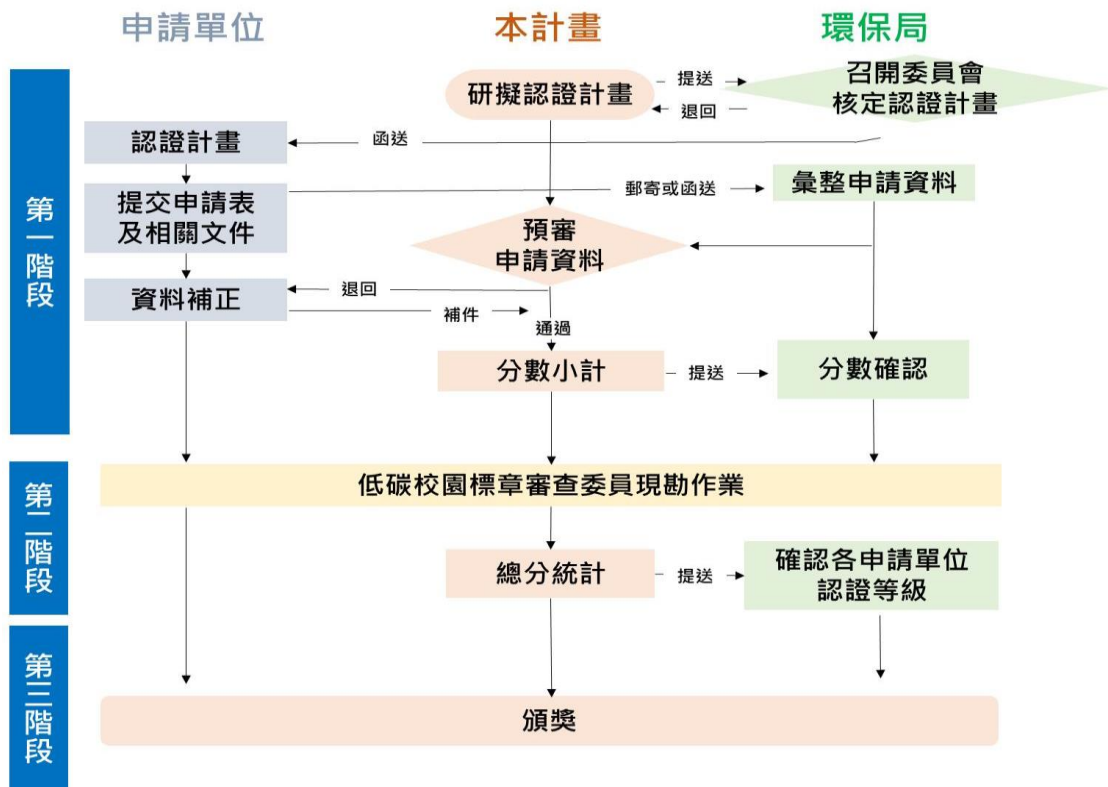 申請單位
本計畫
環保局
第一階段
研擬認證計畫
提送
退回
召開委員會
核定認證計畫
認證計畫
函送
提交申請表
及相關文件
郵寄或函送
彙整申請資料
預審
申請資料
資料補正
退回
補件
通過
分數小計
提送
分數確認
第二階段
低碳校園標章審查委員現勘作業
總分統計
提送
確認各申請單位
認證等級
第三階段
頒獎